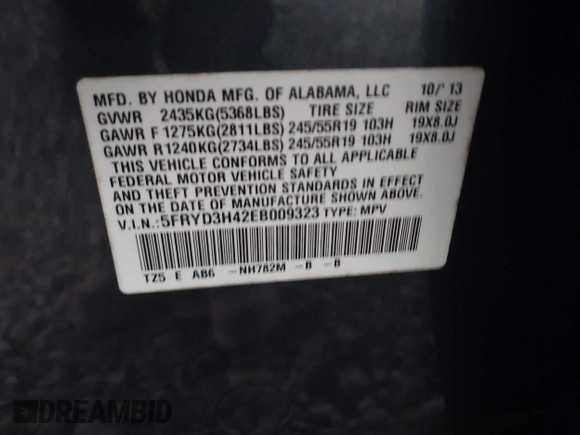 MFD. BY HONDA MFG. OF ALABAMA, LLC 10/'13
GVWR 2435KG(5368LBS) TIRE SIZE RIM SIZE
GAWR F 1275KG(2811LBS) 245/55R19 103H 19X8.0J
GAWR R 1240KG(2734LBS) 245/55R19 103H 19X8.0J
THIS VEHICLE CONFORMS TO ALL APPLICABLE
FEDERAL MOTOR VEHICLE SAFETY
AND THEFT PREVENTION STANDARDS IN EFFECT
ON THE DATE OF MANUFACTURE SHOWN ABOVE.
V.I.N.:5FRYD3H42EB009323 TYPE: MPV
TZ5 E AB6 -NH782M -B -B
DREAMBID